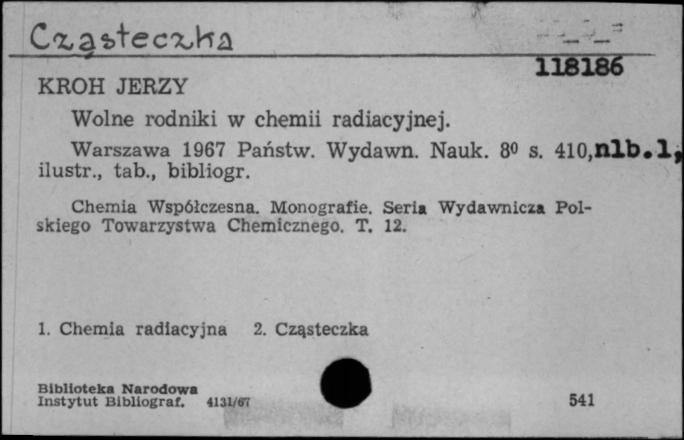 Cząsteczka
118186
KROH JERZY
Wolne rodniki w chemii radiacyjnej.
Warszawa 1967 Państw. Wydawn. Nauk. 8⁰ s. 410,nlb.1,
ilustr., tab., bibliogr.
Chemia Współczesna. Monografie. Seria Wydawnicza Pol-
skiego Towarzystwa Chemicznego. T. 12.
1. Chemia radiacyjna 2. Cząsteczka
Biblioteka Narodowa
Instytut Bibliograf. 4131/67
541